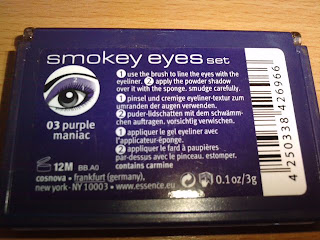 smokey eyes set
1 use the brush to line the eyes with the
eyeliner. 2 apply the powder shadow
over it with the sponge. smudge carefully.
1 pinsel und cremige eyeliner-textur zum
umranden der augen verwenden.
2 puder-lidschatten mit dem schwämm-
chen auftragen. vorsichtig verwischen.
1 appliquer le gel eyeliner avec
l'applicateur-éponge.
2 appliquer le fard à paupières
par-dessus avec le pinceau. estomper.
contains carmine
03 purple
maniac
12M BB.A0
cosnova • frankfurt (germany)
new york • NY 10003 • www.essence.eu
0.1oz/3g
4 250338 426966